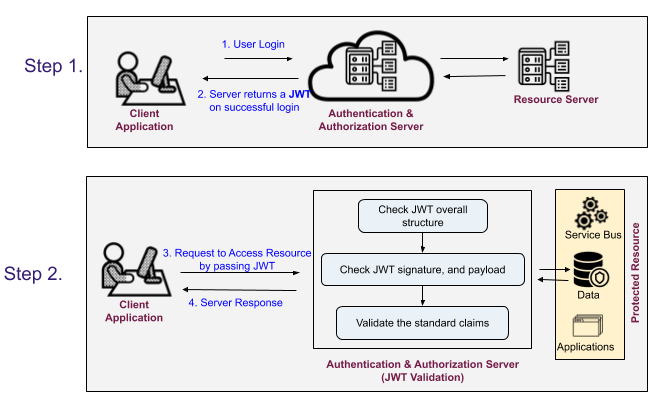 Step 1.
1. User Login
2. Server returns a JWT
on successful login
Client
Application
Authentication &
Authorization Server
Resource Server
Step 2.
3. Request to Access Resource
by passing JWT
4. Server Response
Client
Application
Check JWT overall
structure
Check JWT signature, and payload
Validate the standard claims
Authentication & Authorization Server
(JWT Validation)
Service Bus
Data
Applications
Protected Resource